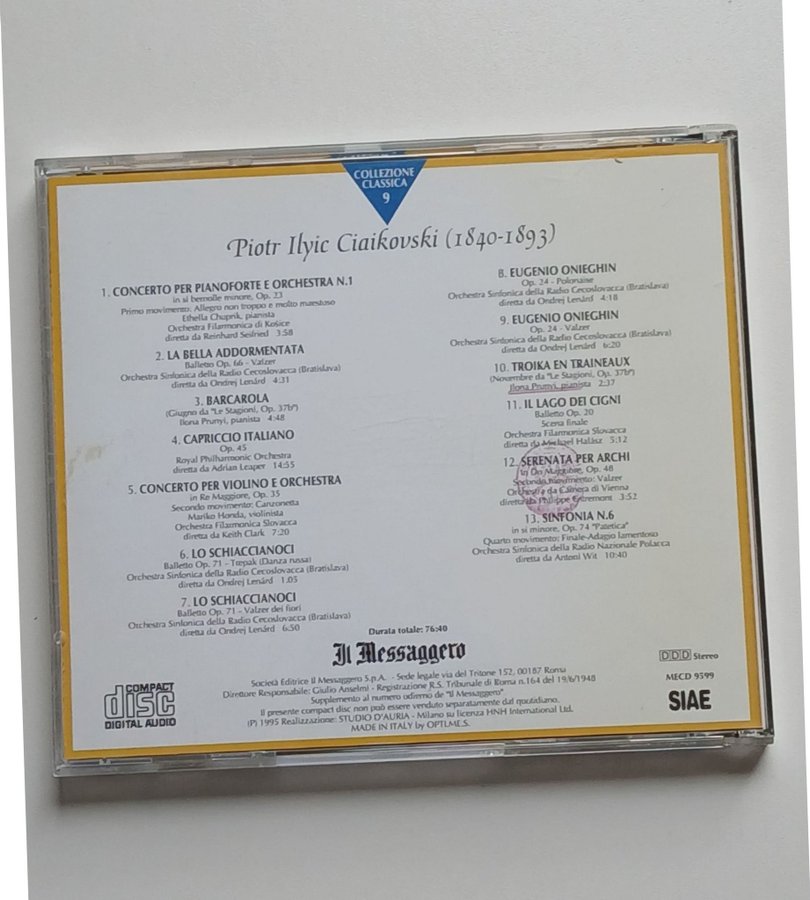 COLLEZIONE
CLASSICA
9
Piotr Ilyic Ciaikovski (1840-1893)
1. CONCERTO PER PIANOFORTE E ORCHESTRA N.1
in si bemolle minore, Op. 23
Primo movimento: Allegro non troppo e molto maestoso
Ethella Chuprik, pianista
Orchestra Filarmonica di Košice
diretta da Reinhard Seifried 3:58
2. LA BELLA ADDORMENTATA
Balletto Op. 66 - Valzer
Orchestra Sinfonica della Radio Cecoslovacca (Bratislava)
diretta da Ondrej Lenárd 4:31
3. BARCAROLA
(Giugno da "Le Stagioni, Op. 37b")
Ilona Prunyi, pianista 4:48
4. CAPRICCIO ITALIANO
Op. 45
Royal Philharmonic Orchestra
diretta da Adrian Leaper 14:35
5. CONCERTO PER VIOLINO E ORCHESTRA
in Re Maggiore, Op. 35
Secondo movimento: Canzonetta
Mariko Honda, violinista
Orchestra Filarmonica Slovacca
diretta da Keith Clark 7:20
6. LO SCHIACCIANOCI
Balletto Op. 71 - Trepak (Danza russa)
Orchestra Sinfonica della Radio Cecoslovacca (Bratislava)
diretta da Ondrej Lenárd 1.05
7. LO SCHIACCIANOCI
Balletto Op. 71 - Valzer dei fiori
Orchestra Sinfonica della Radio Cecoslovacca (Bratislava)
diretta da Ondrej Lenárd 6:50
8. EUGENIO ONIEGHIN
Op. 24 - Polonaise
Orchestra Sinfonica della Radio Cecoslovacca (Bratislava)
diretta da Ondrej Lenárd 4:18
9. EUGENIO ONIEGHIN
Op. 24 - Valzer
Orchestra Sinfonica della Radio Cecoslovacca (Bratislava)
diretta da Ondrej Lenárd 6:20
10. TROIKA EN TRAINEAUX
(Novembre da "Le Stagioni, Op. 37b")
Ilona Prunyi, pianista 2:37
11. IL LAGO DEI CIGNI
Balletto Op. 20
Scena finale
Orchestra Filarmonica Slovacca
diretta da Michael Halász 5:12
12. SERENATA PER ARCHI
in Do Maggiore, Op. 48
Secondo movimento: Valzer
Orchestra da Camera di Vienna
diretta da Philippe Entremont 3:52
13. SINFONIA N.6
in si minore, Op. 74 "Patetica"
Quarto movimento: Finale-Adagio lamentoso
Orchestra Sinfonica della Radio Nazionale Polacca
diretta da Antoni Wit 10:40
Durata totale: 76:40
Il Messaggero
Società Editrice Il Messaggero S.p.A. - Sede legale via del Tritone 152, 00187 Roma
Direttore Responsabile: Giulio Anselmi - Registrazione R.S. Tribunale di Roma n.164 del 19/6/1948
Supplemento al numero odierno de "Il Messaggero"
Il presente compact disc non può essere venduto separatamente dal quotidiano.
(P) 1995 Realizzazione: STUDIO D'AURIA - Milano su licenza HNH International Ltd.
MADE IN ITALY by OPTI.ME.S.
COMPACT
disc
DIGITAL AUDIO
DDD Stereo
MECD 9599
SIAE